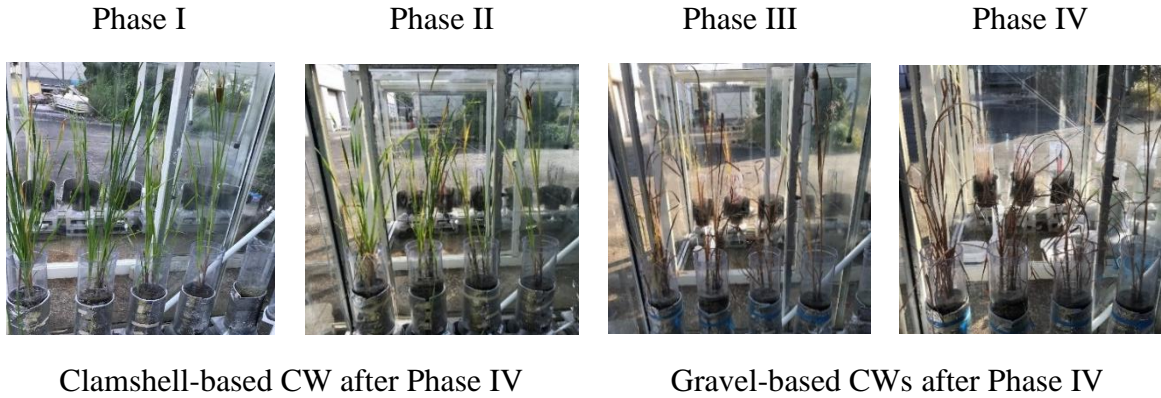 Phase I Phase II Phase III Phase IV
Clamshell-based CW after Phase IV Gravel-based CWs after Phase IV